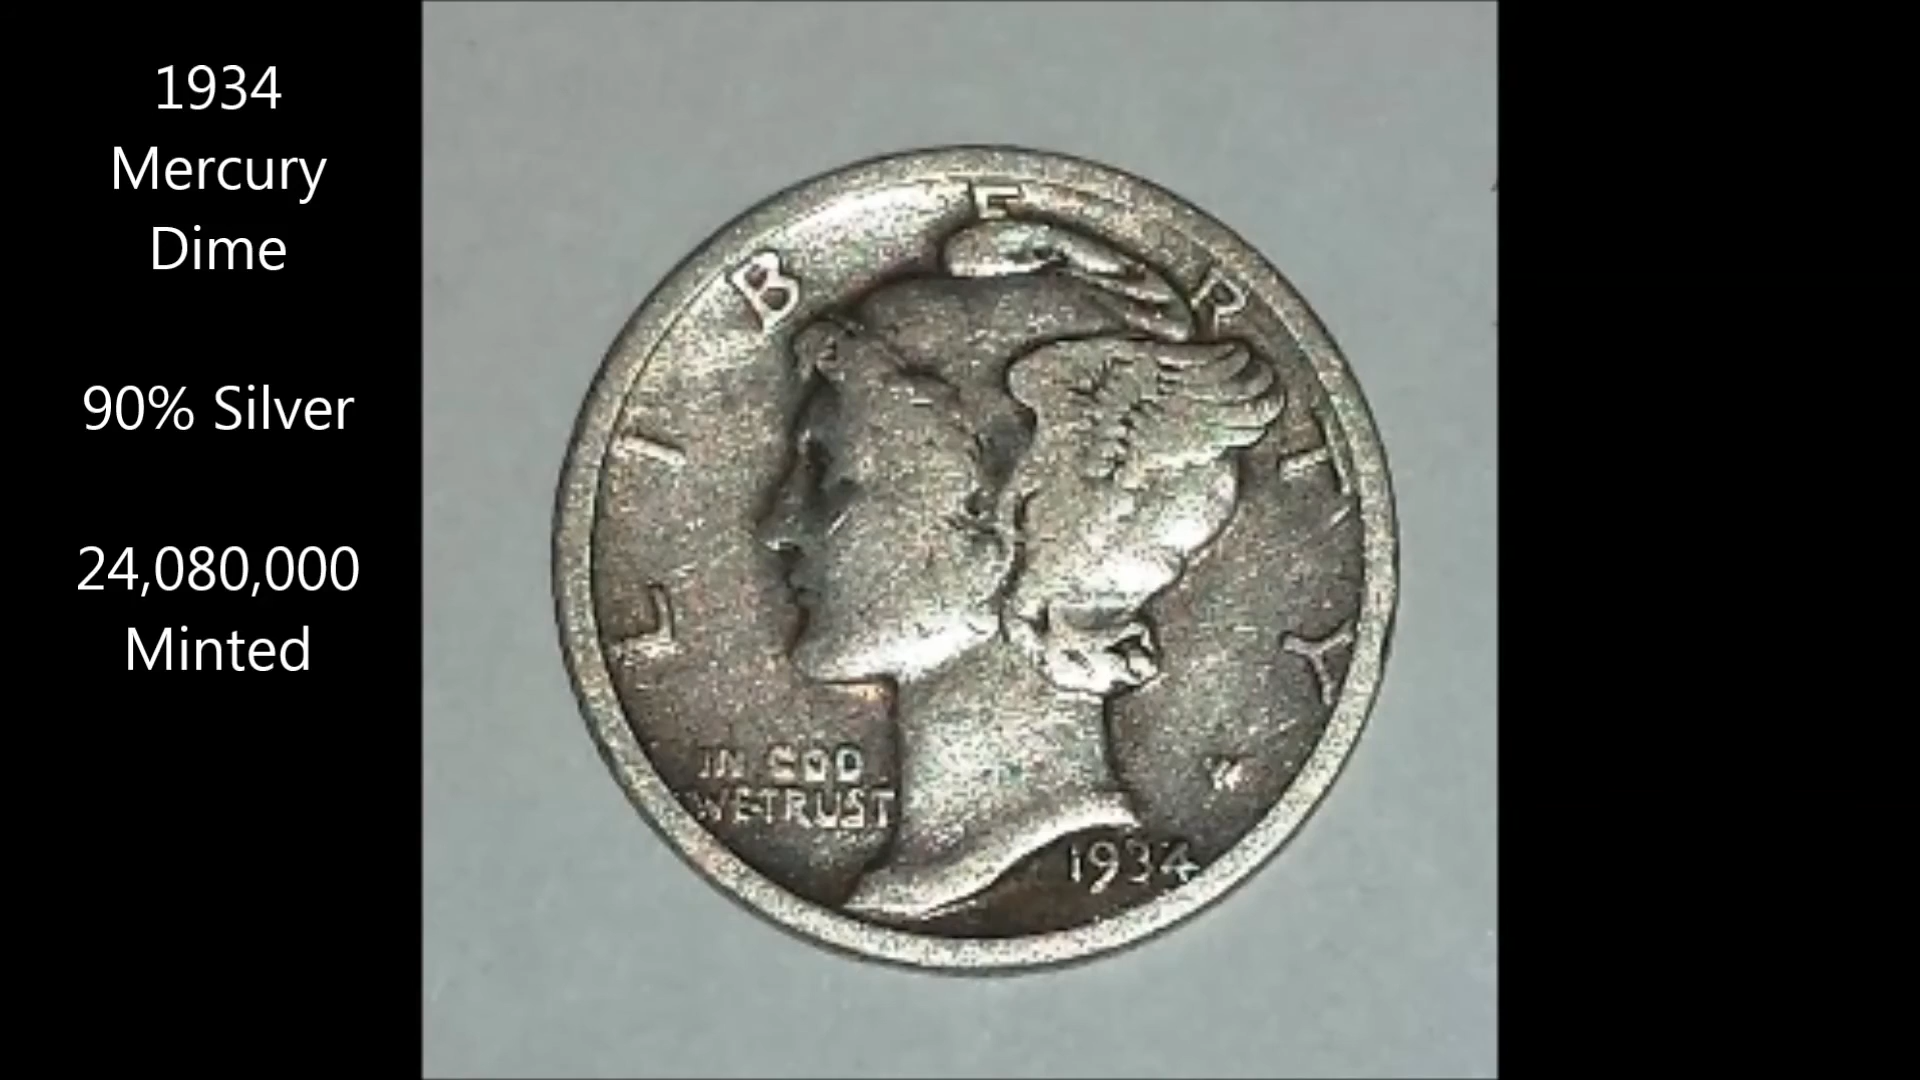 1934
Mercury
Dime
90% Silver
24,080,000
Minted
LIBERTY
IN GOD
WE TRUST
1934